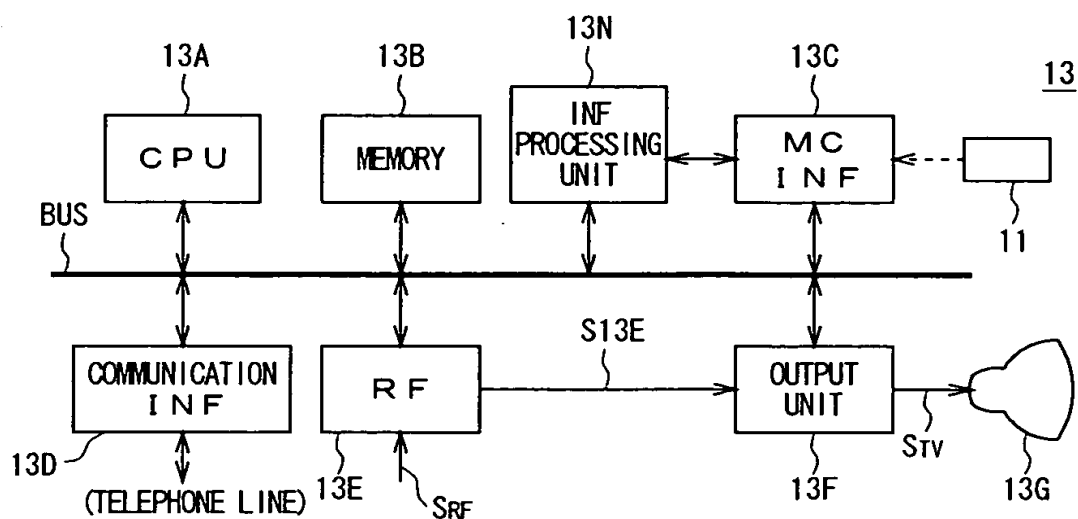 13A
13B
13N
13C
13
CPU
MEMORY
INF
PROCESSING
UNIT
MC
INF
11
BUS
S13E
COMMUNICATION
INF
RF
OUTPUT
UNIT
STV
13D
13E
SRF
13F
13G
(TELEPHONE LINE)